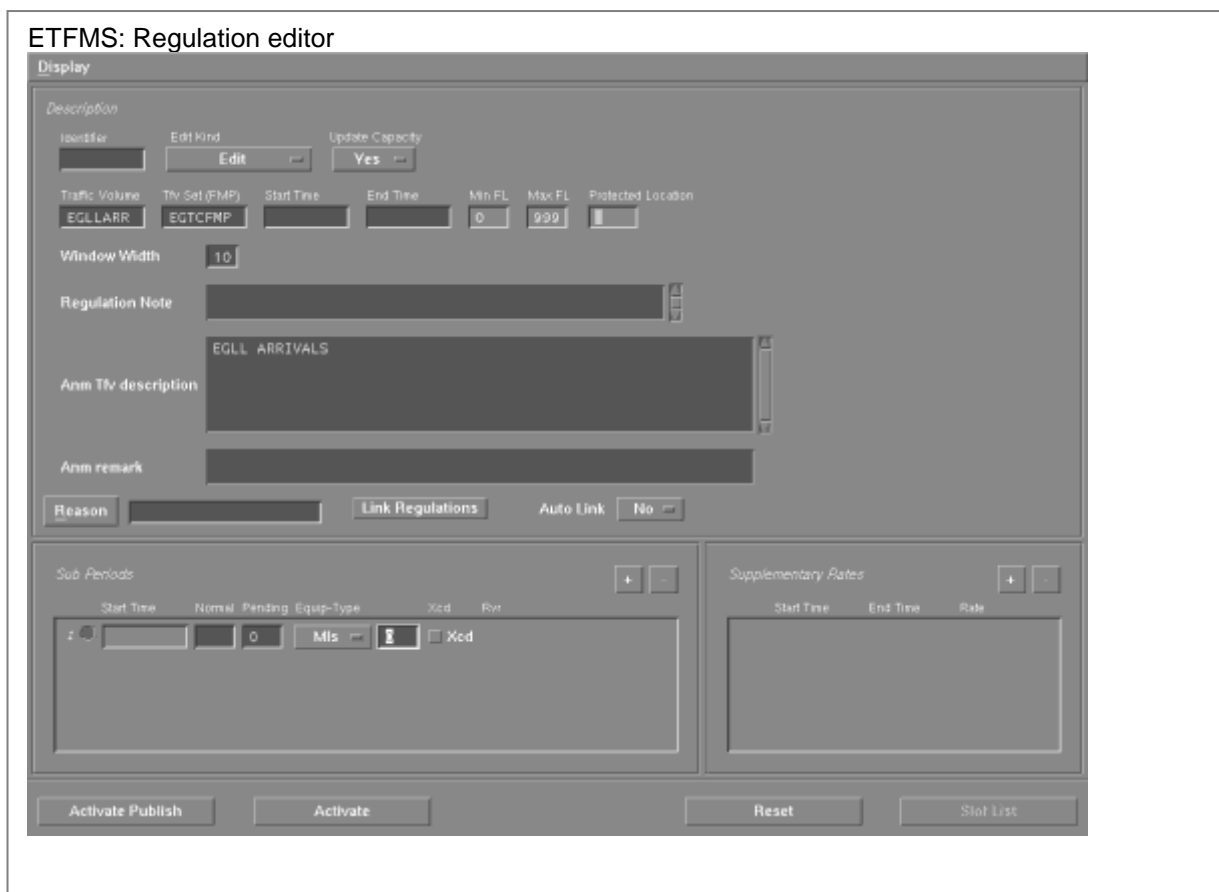 ETFMS: Regulation editor
Display
Description
Identifier Edit Kind Update Capacity
Edit Yes
Traffic Volume Tfv Set (FMP) Start Time End Time Min FL Max FL Protected Location
EGLLARR EGTCFMP 0 999
Window Width 10
Regulation Note
EGLL ARRIVALS
Anm Tfv description
Anm remark
Reason Link Regulations Auto Link No
Sub Periods + - Supplementary Rates + -
Start Time Normal Pending Equip-Type Xcd Rvr Start Time End Time Rate
0 Mls Xcd
Activate Publish Activate Reset Slot List